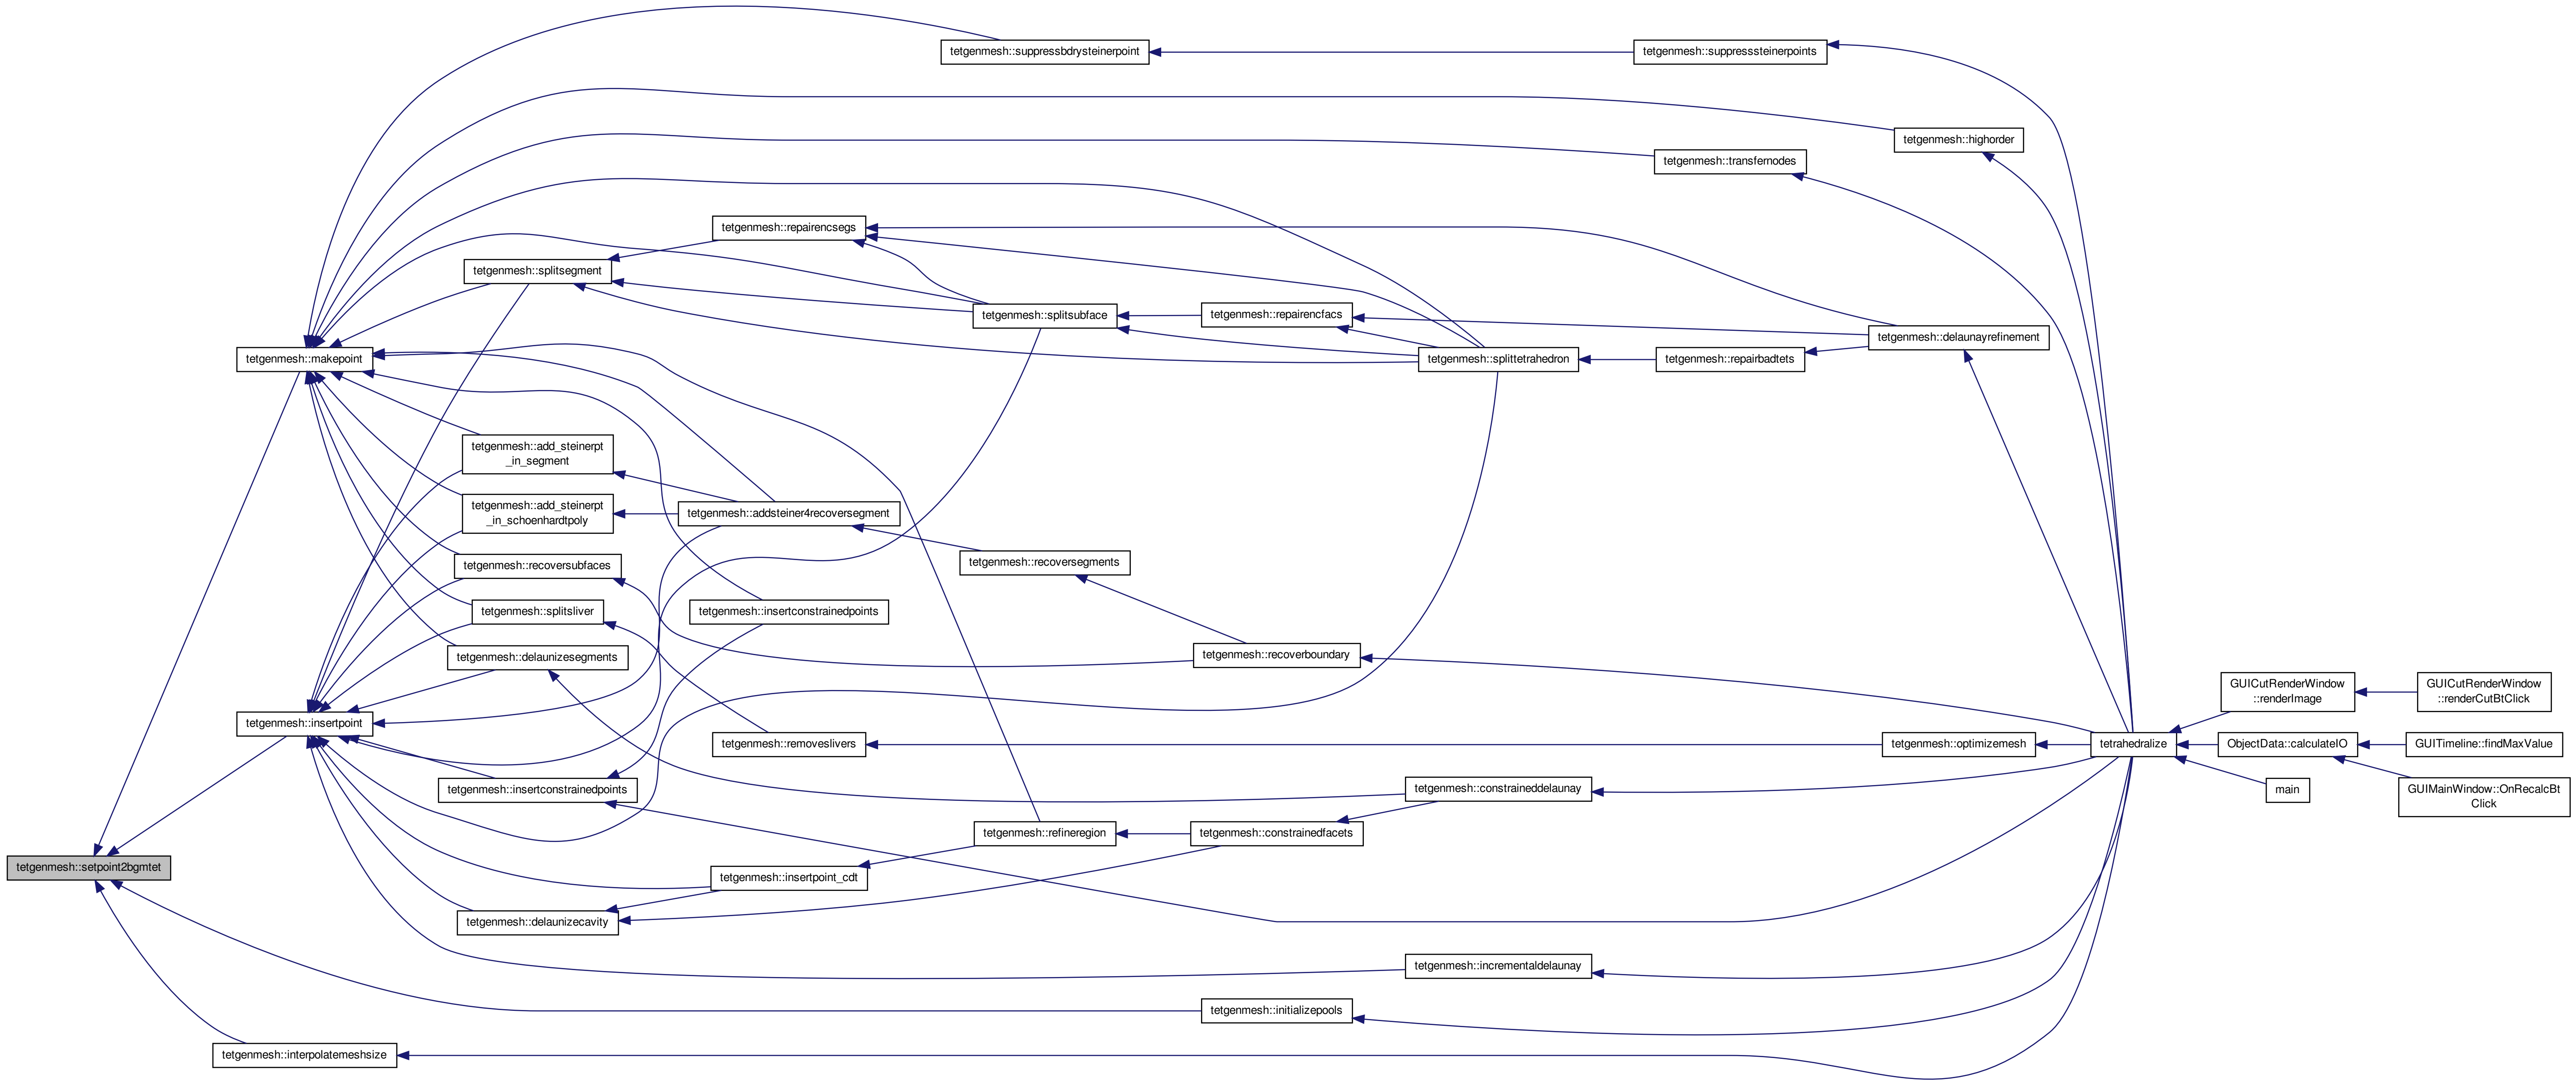 tetgenmesh::suppressbdrysteinerpoint
tetgenmesh::suppresssteinerpoints
tetgenmesh::highorder
tetgenmesh::transfernodes
tetgenmesh::repairencsegs
tetgenmesh::splitsegment
tetgenmesh::splitsubface
tetgenmesh::repairencfacs
tetgenmesh::delaunayrefinement
tetgenmesh::makepoint
tetgenmesh::splittetrahedron
tetgenmesh::repairbadtets
tetgenmesh::add_steinerpt
_in_segment
tetgenmesh::add_steinerpt
_in_schoenhardtpoly
tetgenmesh::addsteiner4recoversegment
tetgenmesh::recoversubfaces
tetgenmesh::recoversegments
tetgenmesh::splitsliver
tetgenmesh::insertconstrainedpoints
tetgenmesh::delaunizesegments
tetgenmesh::recoverboundary
GUICutRenderWindow
::renderImage
GUICutRenderWindow
::renderCutBtClick
tetgenmesh::insertpoint
tetgenmesh::removeslivers
tetgenmesh::optimizemesh
tetrahedralize
ObjectData::calculateIO
GUITimeline::findMaxValue
tetgenmesh::insertconstrainedpoints
tetgenmesh::constraineddelaunay
main
GUIMainWindow::OnRecalcBt
Click
tetgenmesh::refineregion
tetgenmesh::constrainedfacets
tetgenmesh::setpoint2bgmtet
tetgenmesh::insertpoint_cdt
tetgenmesh::delaunizecavity
tetgenmesh::incrementaldelaunay
tetgenmesh::initializepools
tetgenmesh::interpolatemeshsize